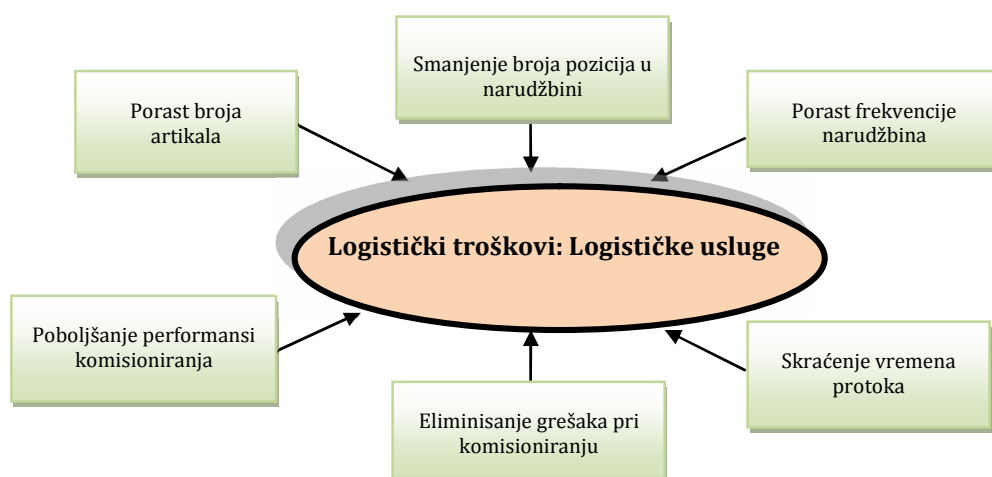 Smanjenje broja pozicija u
narudžbini
Porast broja
artikala
Porast frekvencije
narudžbina
Logistički troškovi: Logističke usluge
Poboljšanje performansi
komisioniranja
Skraćenje vremena
protoka
Eliminisanje grešaka pri
komisioniranju